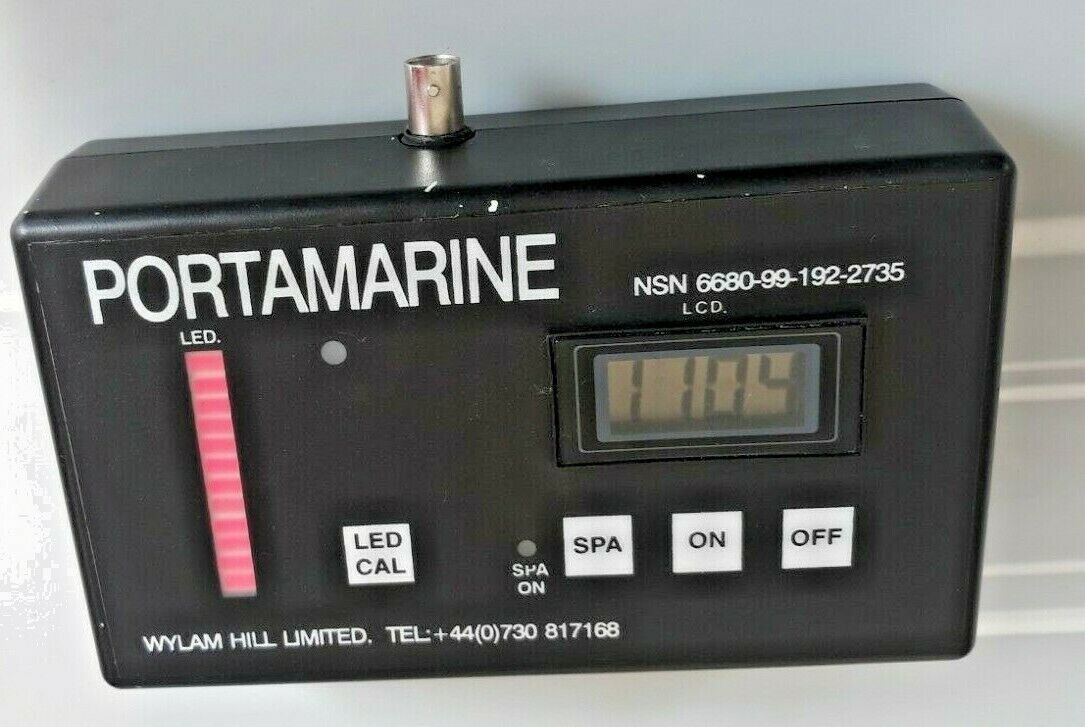 PORTAMARINE
NSN 6680-99-192-2735
LED.
LCD.
LED
CAL
SPA
ON
SPA
ON
OFF
WYLAM HILL LIMITED. TEL:+44(0)730 817168